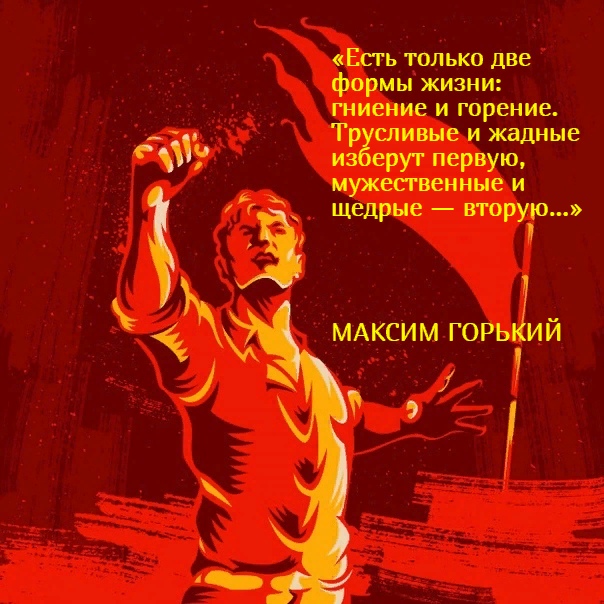 «Есть только две
формы жизни:
гниение и горение.
Трусливые и жадные
изберут первую,
мужественные и
щедрые — вторую...»
МАКСИМ ГОРЬКИЙ